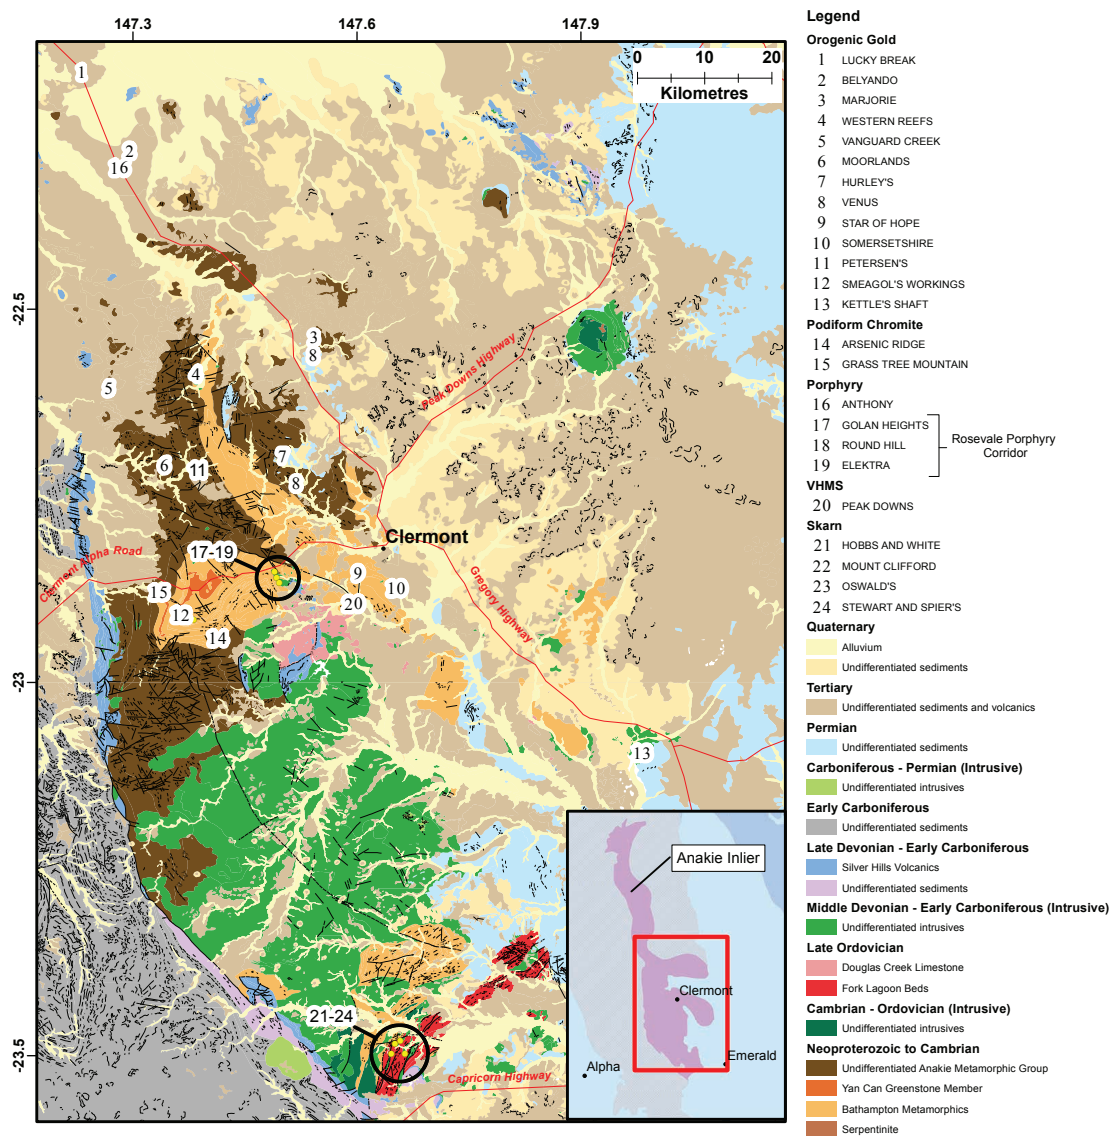 147.3 147.6 147.9
0 10 20
Kilometres
1
2
16
22.5
3
8
Peak Downs Highway
4
5
7
6
11
8
Clermont
17-19
Clermont Alpha Road
9
10
Gregory Highway
15
20
12
14
23
13
Anakie Inlier
Clermont
21-24
23.5
Emerald
Alpha
Capricorn Highway
Legend
Orogenic Gold
1 LUCKY BREAK
2 BELYANDO
3 MARJORIE
4 WESTERN REEFS
5 VANGUARD CREEK
6 MOORLANDS
7 HURLEY'S
8 VENUS
9 STAR OF HOPE
10 SOMERSETSHIRE
11 PETERSEN'S
12 SMEAGOL'S WORKINGS
13 KETTLE'S SHAFT
Podiform Chromite
14 ARSENIC RIDGE
15 GRASS TREE MOUNTAIN
Porphyry
16 ANTHONY
17 GOLAN HEIGHTS
18 ROUND HILL
19 ELEKTRA
Rosevale Porphyry
Corridor
VHMS
20 PEAK DOWNS
Skarn
21 HOBBS AND WHITE
22 MOUNT CLIFFORD
23 OSWALD'S
24 STEWART AND SPIER'S
Quaternary
Alluvium
Undifferentiated sediments
Tertiary
Undifferentiated sediments and volcanics
Permian
Undifferentiated sediments
Carboniferous - Permian (Intrusive)
Undifferentiated intrusives
Early Carboniferous
Undifferentiated sediments
Late Devonian - Early Carboniferous
Silver Hills Volcanics
Undifferentiated sediments
Middle Devonian - Early Carboniferous (Intrusive)
Undifferentiated intrusives
Late Ordovician
Douglas Creek Limestone
Fork Lagoon Beds
Cambrian - Ordovician (Intrusive)
Undifferentiated intrusives
Neoproterozoic to Cambrian
Undifferentiated Anakie Metamorphic Group
Yan Can Greenstone Member
Bathampton Metamorphics
Serpentinite